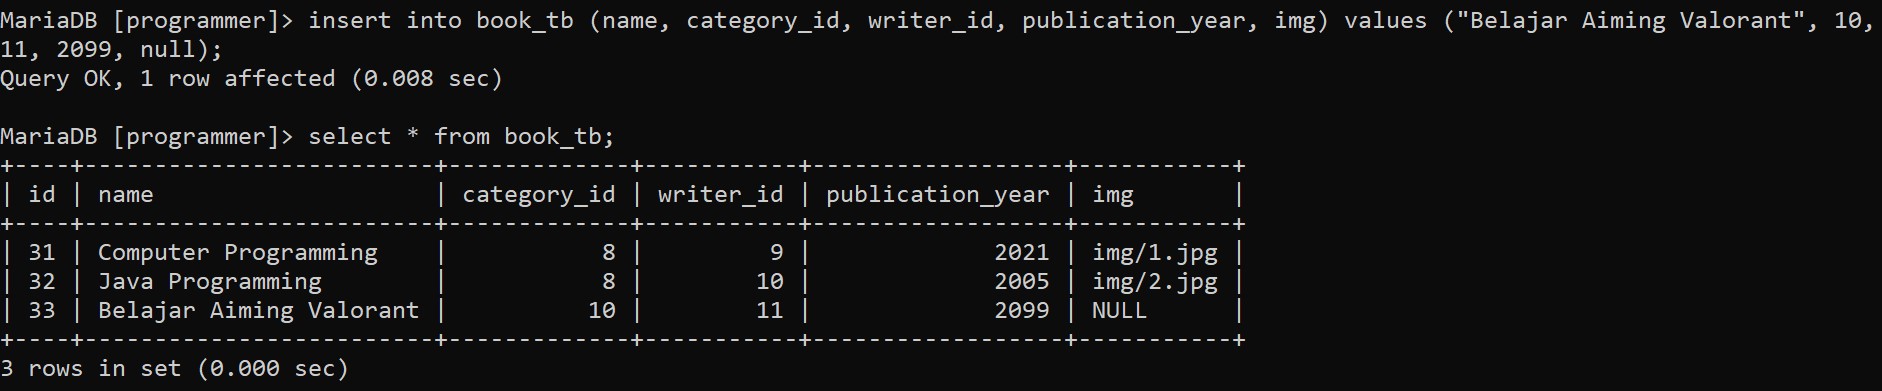 MariaDB [programmer]> insert into book_tb (name, category_id, writer_id, publication_year, img) values ("Belajar Aiming Valorant", 10,
11, 2099, null);
Query OK, 1 row affected (0.008 sec)
MariaDB [programmer]> select * from book_tb;
+----+-------------------------+-------------+-----------+------------------+-----------+
| id | name                    | category_id | writer_id | publication_year | img       |
+----+-------------------------+-------------+-----------+------------------+-----------+
| 31 | Computer Programming    |           8 |         9 |             2021 | img/1.jpg |
| 32 | Java Programming        |           8 |        10 |             2005 | img/2.jpg |
| 33 | Belajar Aiming Valorant |          10 |        11 |             2099 | NULL      |
+----+-------------------------+-------------+-----------+------------------+-----------+
3 rows in set (0.000 sec)